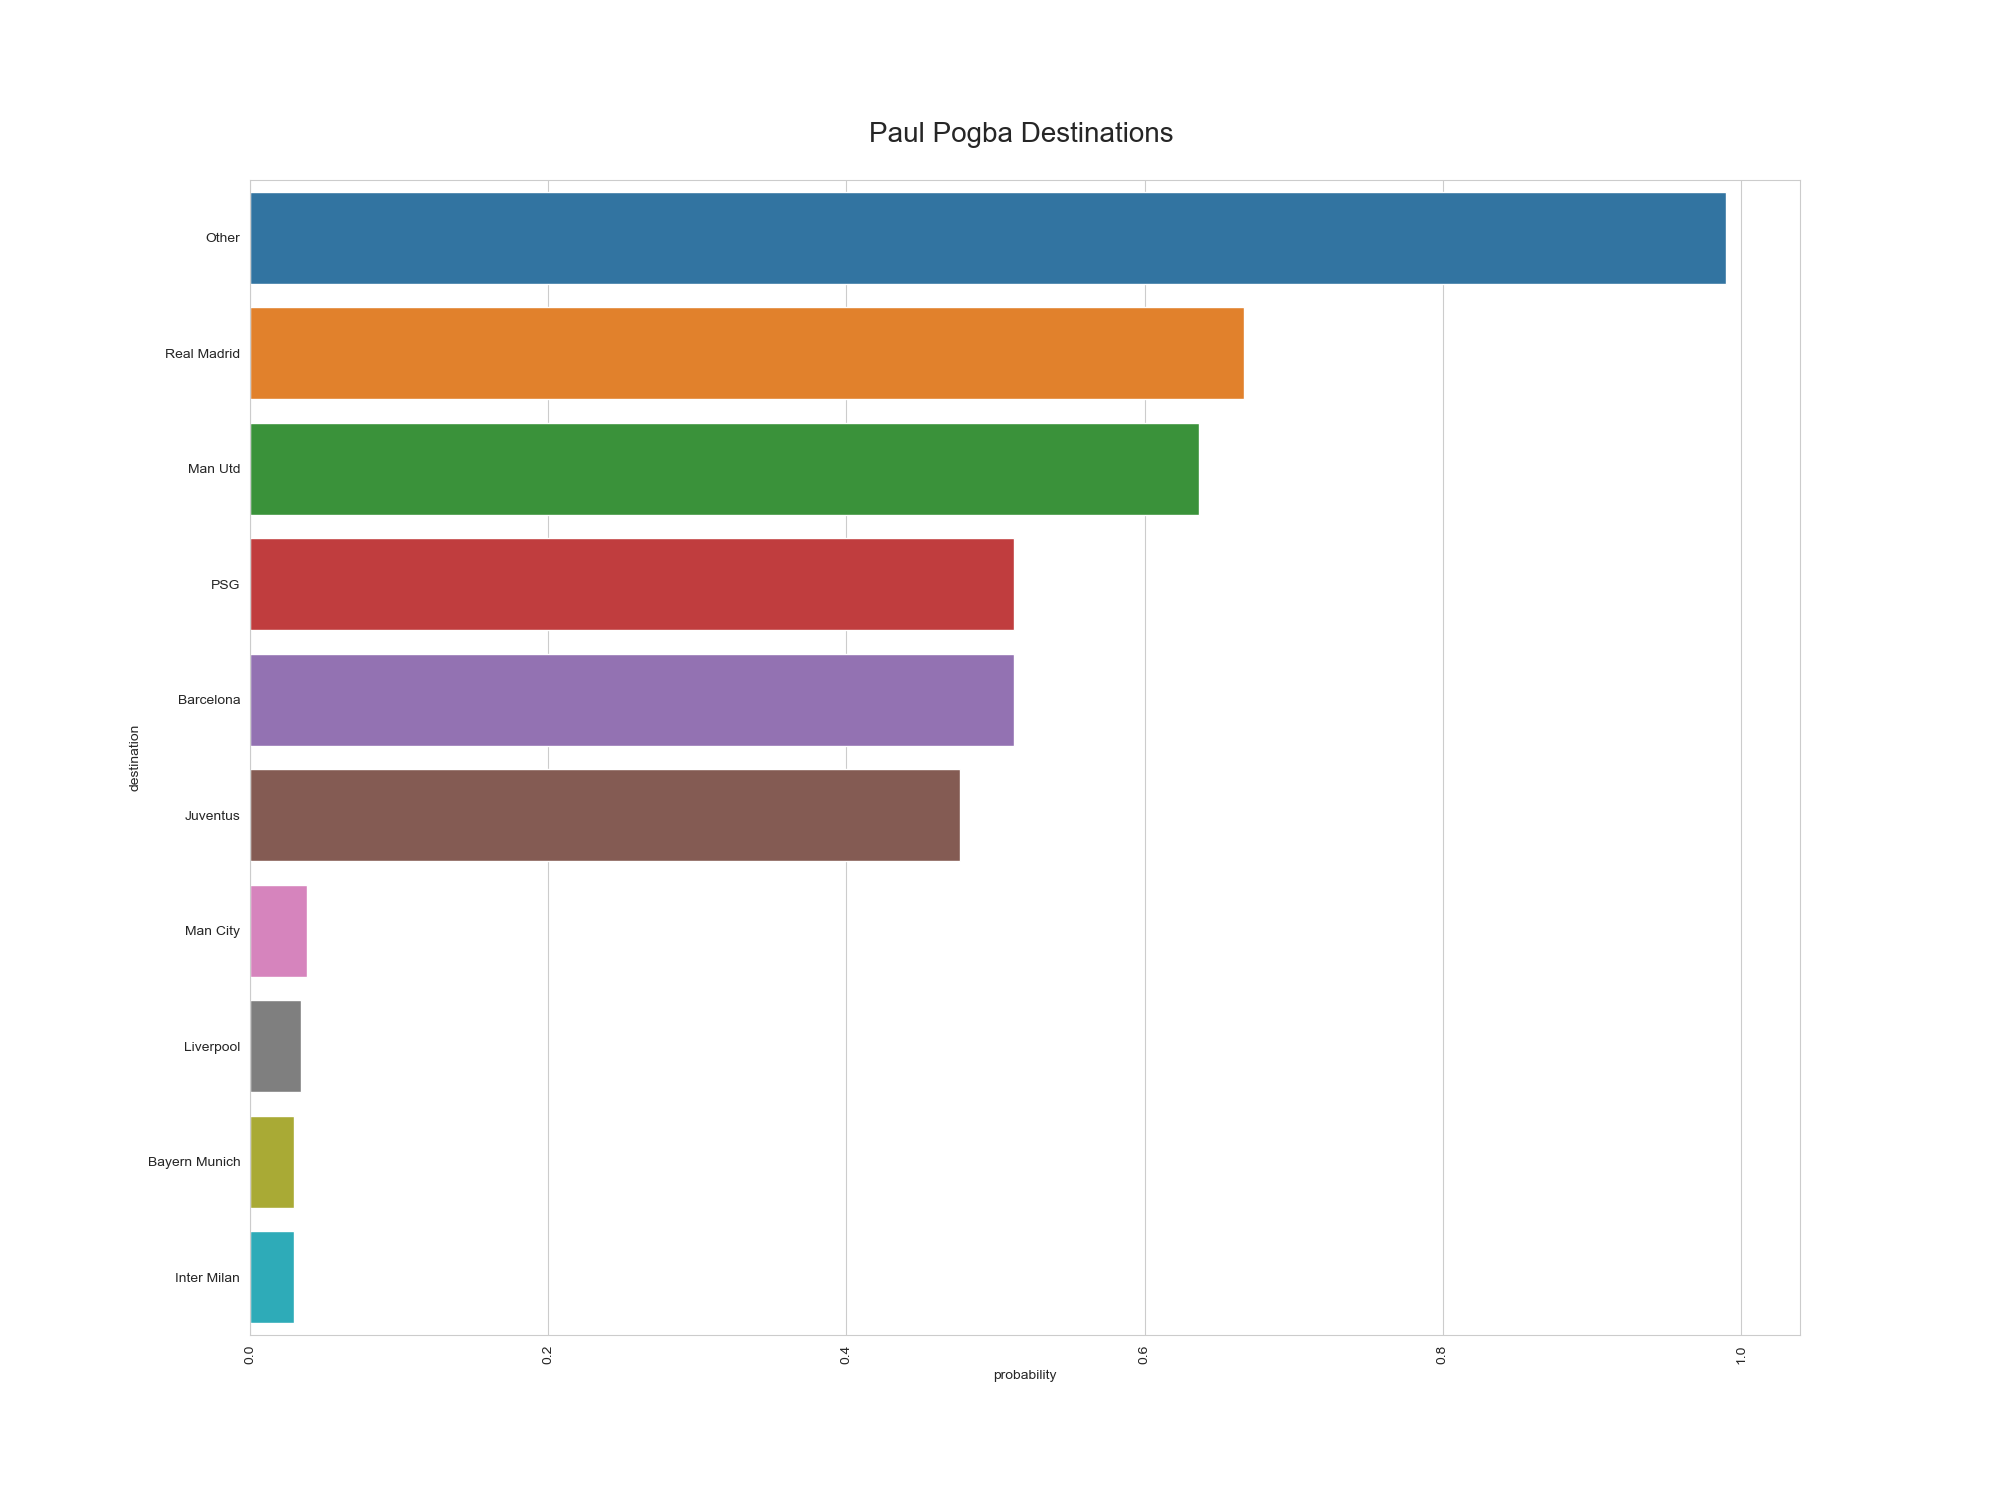 Paul Pogba Destinations
Other
Real Madrid
Man Utd
PSG
Barcelona
destination
Juventus
Man City
Liverpool
Bayern Munich
Inter Milan
0.0
0.2
0.4
0.6
0.8
1.0
probability